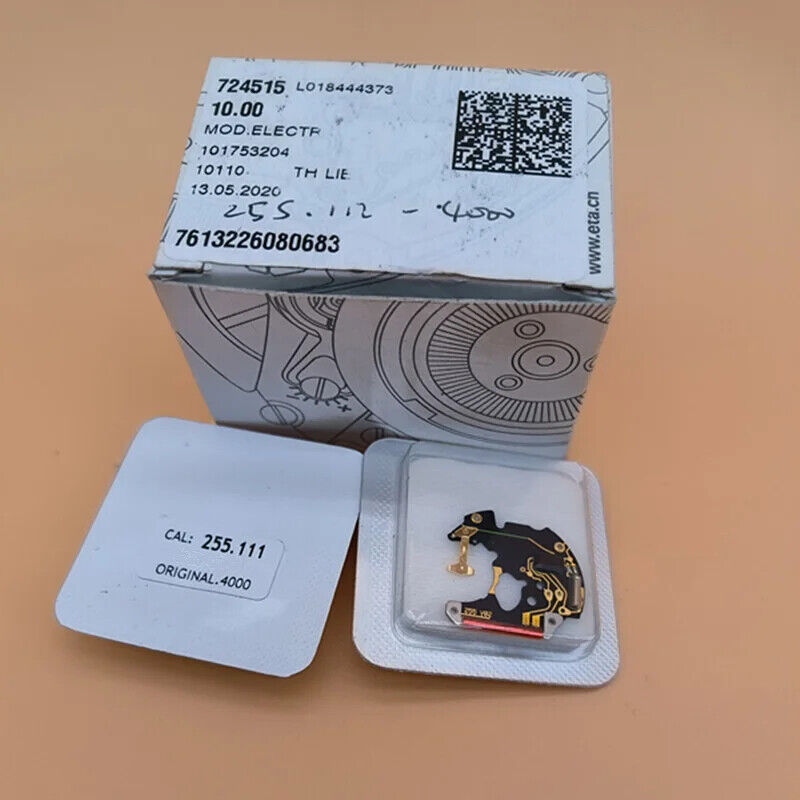 724515 L018444373
10.00
MOD.ELECTR
101753204
10110 TH LIE
13.05.2020
255.112 - 4000
7613226080683
www.eta.cn
CAL: 255.111
ORIGINAL.4000